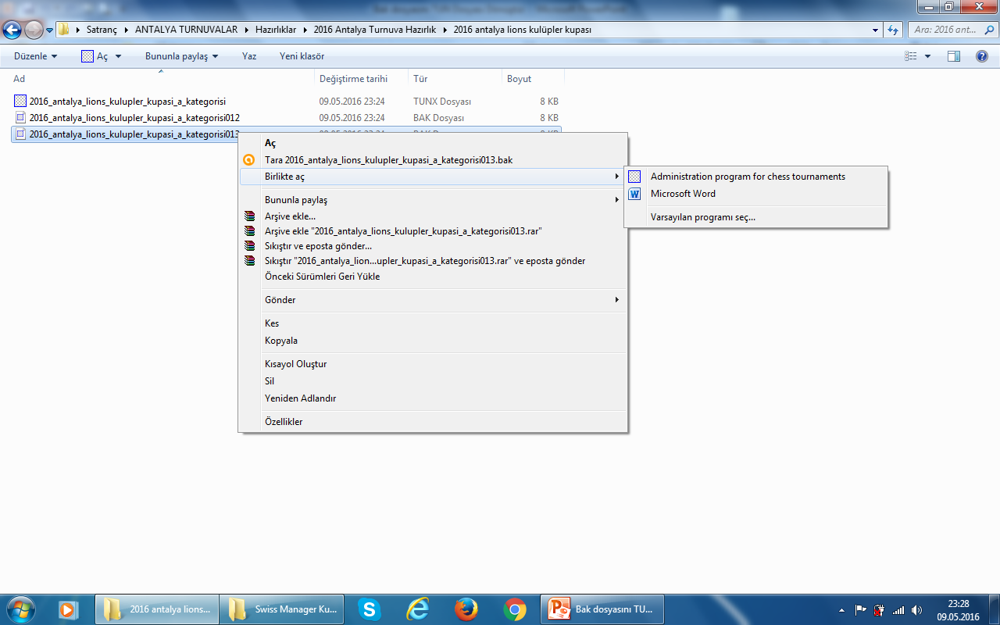 Satranç ANTALYA TURNUVALAR Hazırlıklar 2016 Antalya Turnuva Hazırlık 2016 antalya lions kulüpler kupası Ara: 2016 ant...
Düzenle Aç Bununla paylaş Yaz Yeni klasör
Ad Değiştirme tarihi Tür Boyut
2016_antalya_lions_kulupler_kupasi_a_kategorisi 09.05.2016 23:24 TUNX Dosyası 8 KB
2016_antalya_lions_kulupler_kupasi_a_kategorisi012 09.05.2016 23:24 BAK Dosyası 8 KB
2016_antalya_lions_kulupler_kupasi_a_kategorisi013
Aç
Tara 2016_antalya_lions_kulupler_kupasi_a_kategorisi013.bak
Birlikte aç
Administration program for chess tournaments
Microsoft Word
Varsayılan programı seç...
Bununla paylaş
Arşive ekle...
Arşive ekle "2016_antalya_lions_kulupler_kupasi_a_kategorisi013.rar"
Sıkıştır ve eposta gönder...
Sıkıştır "2016_antalya_lion...upler_kupasi_a_kategorisi013.rar" ve eposta gönder
Önceki Sürümleri Geri Yükle
Gönder
Kes
Kopyala
Kısayol Oluştur
Sil
Yeniden Adlandır
Özellikler
2016 antalya lions... Swiss Manager Ku... Bak dosyasını TU... 23:28
09.05.2016